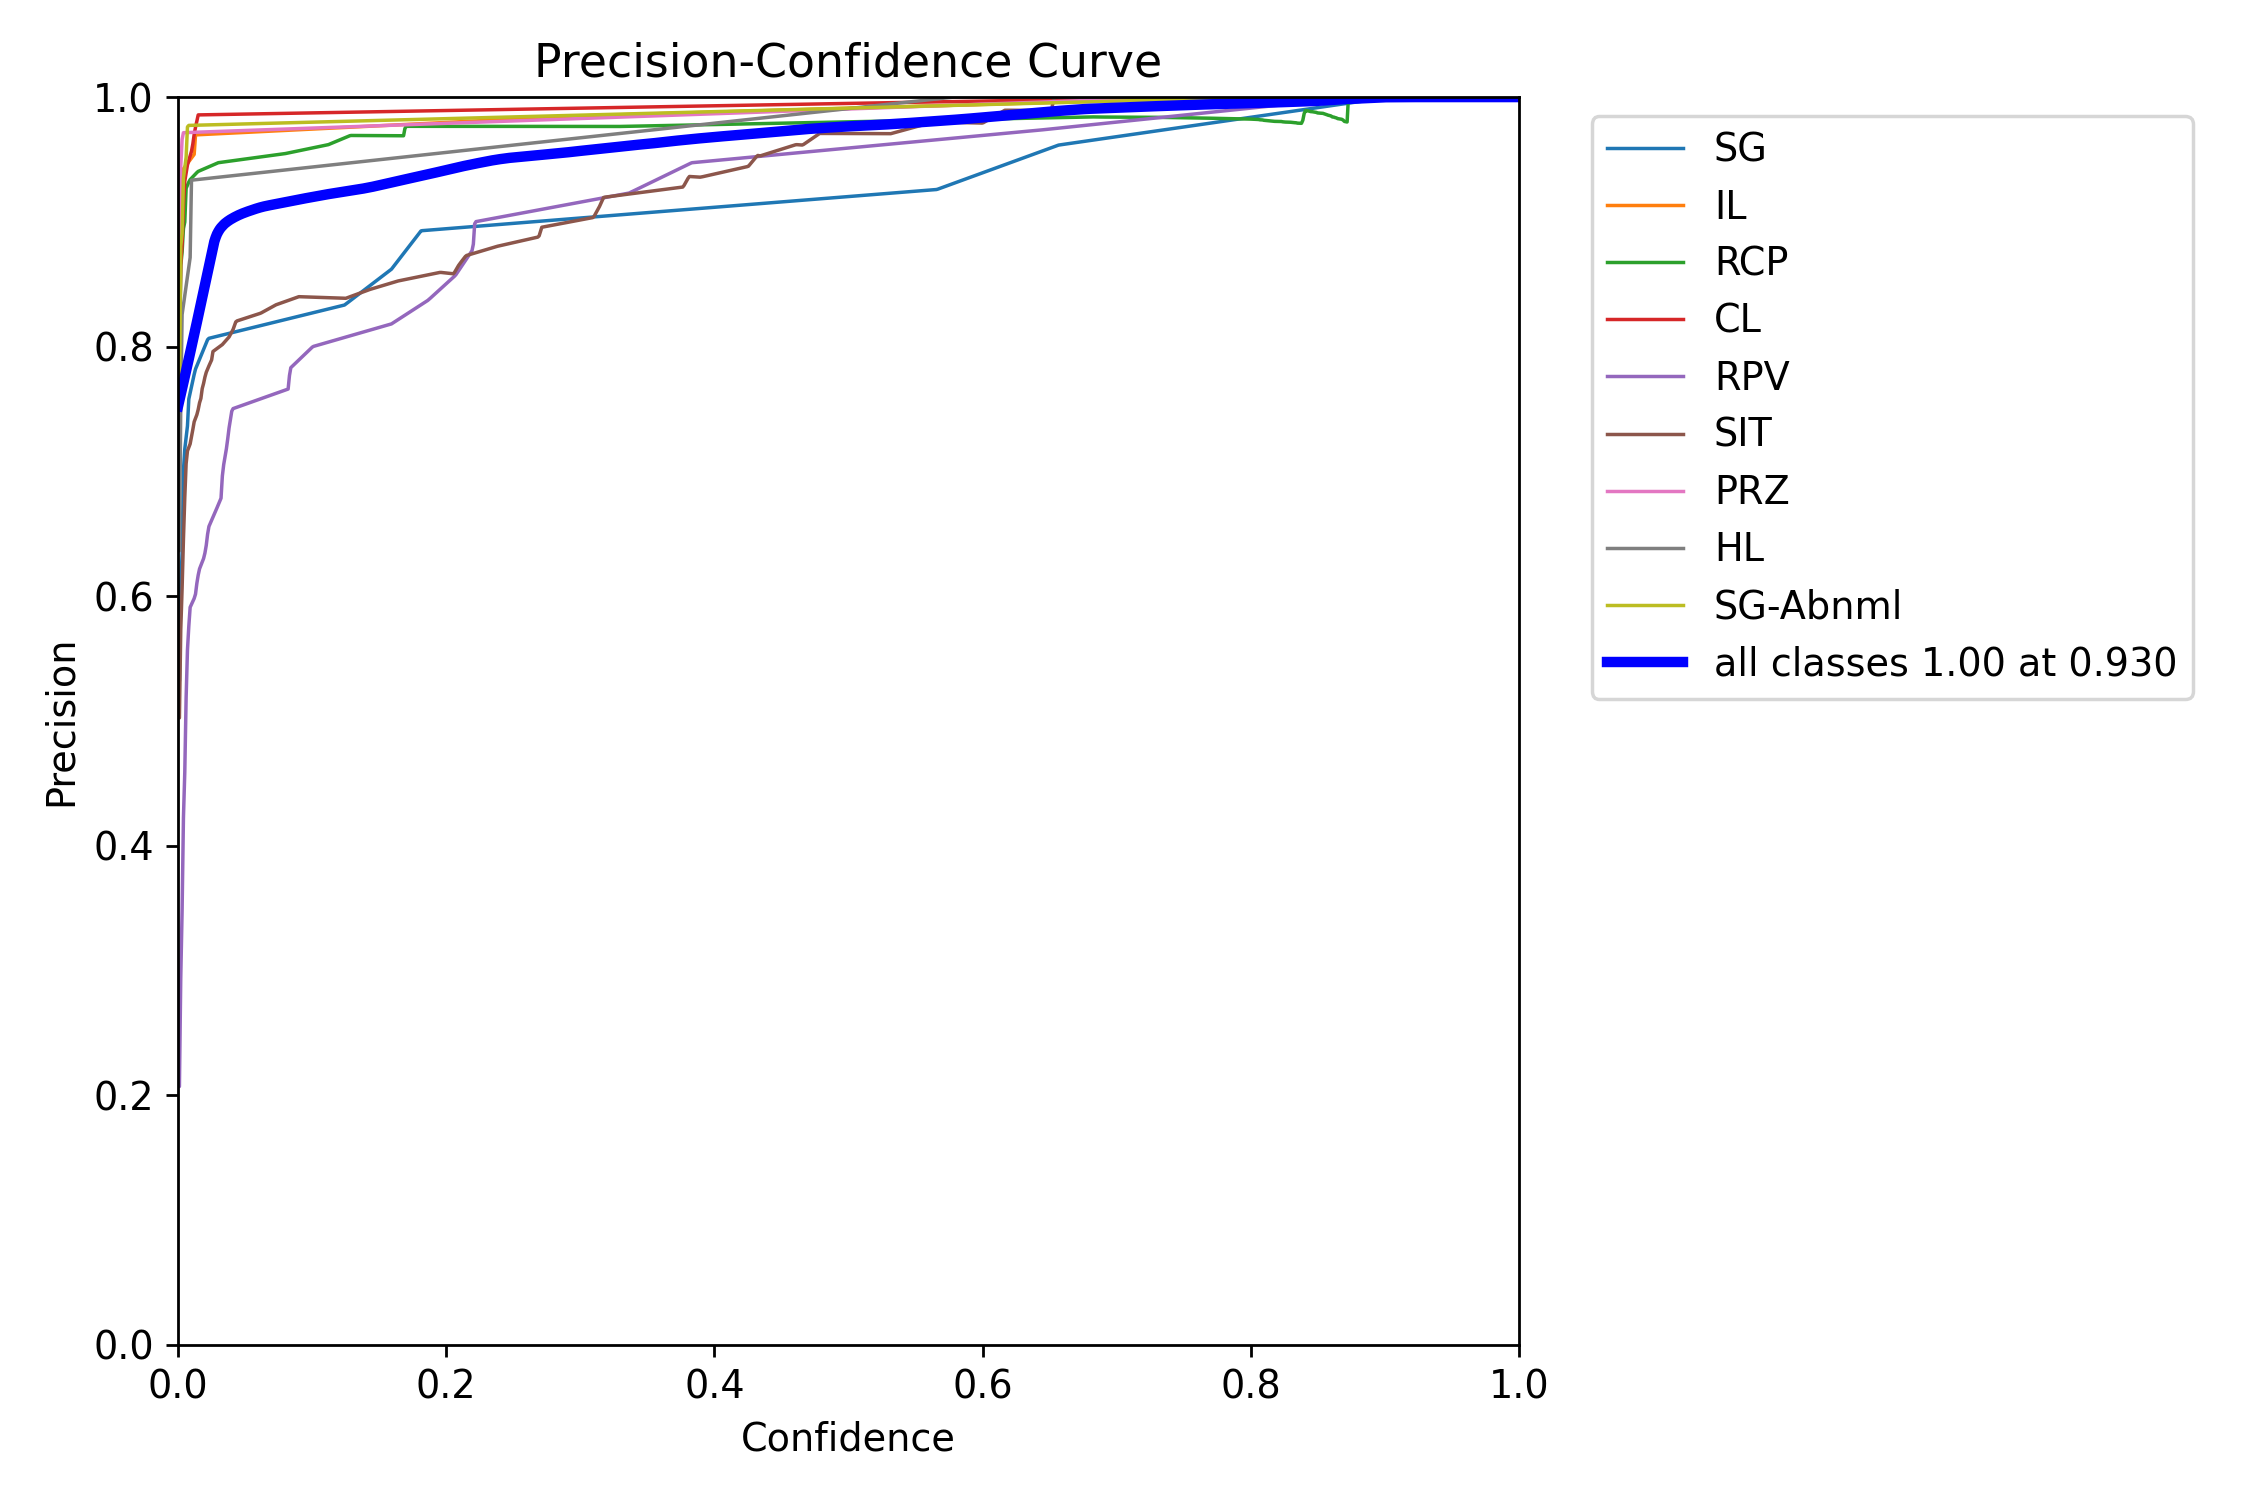 Precision-Confidence Curve
1.0
0.8
0.6
0.4
0.2
0.0
Precision
0.0 0.2 0.4 0.6 0.8 1.0
Confidence
SG
IL
RCP
CL
RPV
SIT
PRZ
HL
SG-Abnml
all classes 1.00 at 0.930